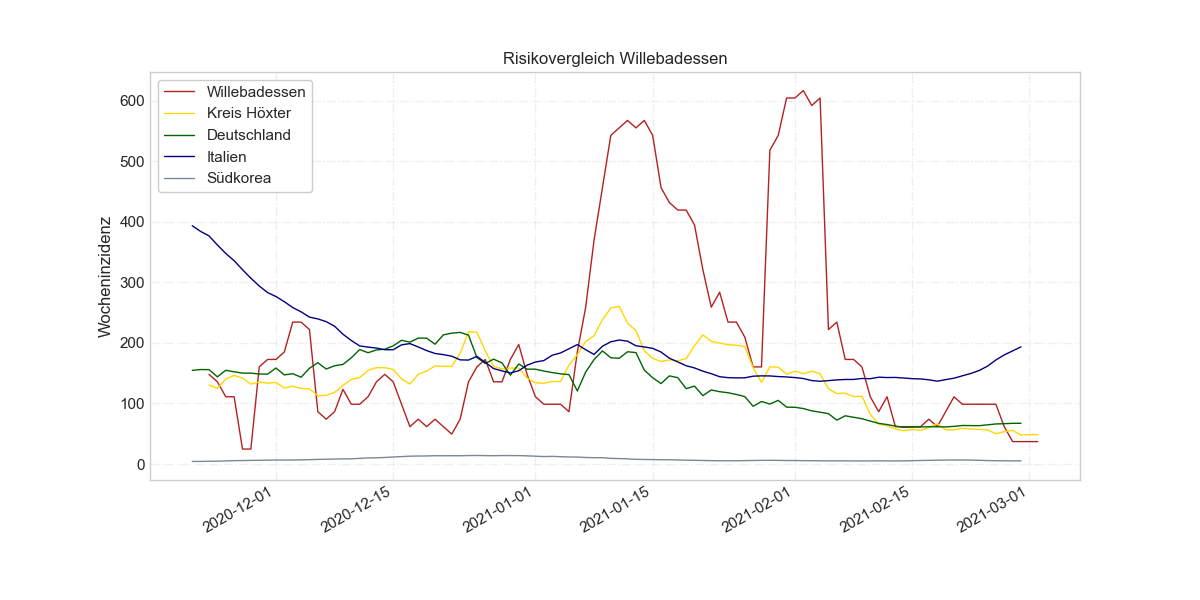 Risikovergleich Willebadessen
Willebadessen
Kreis Höxter
Deutschland
Italien
Südkorea
Wocheninzidenz
600
500
400
300
200
100
0
2020-12-01
2020-12-15
2021-01-01
2021-01-15
2021-02-01
2021-02-15
2021-03-01